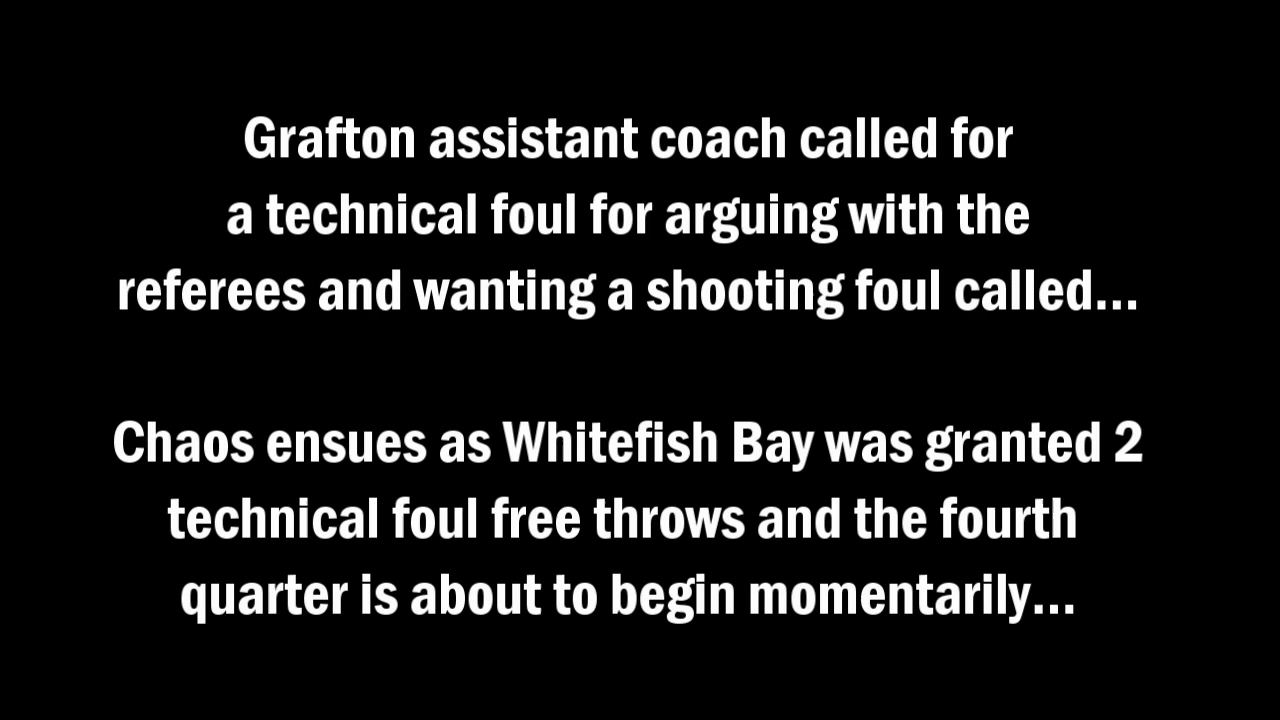 Grafton assistant coach called for
a technical foul for arguing with the
referees and wanting a shooting foul called...
Chaos ensues as Whitefish Bay was granted 2
technical foul free throws and the fourth
quarter is about to begin momentarily...